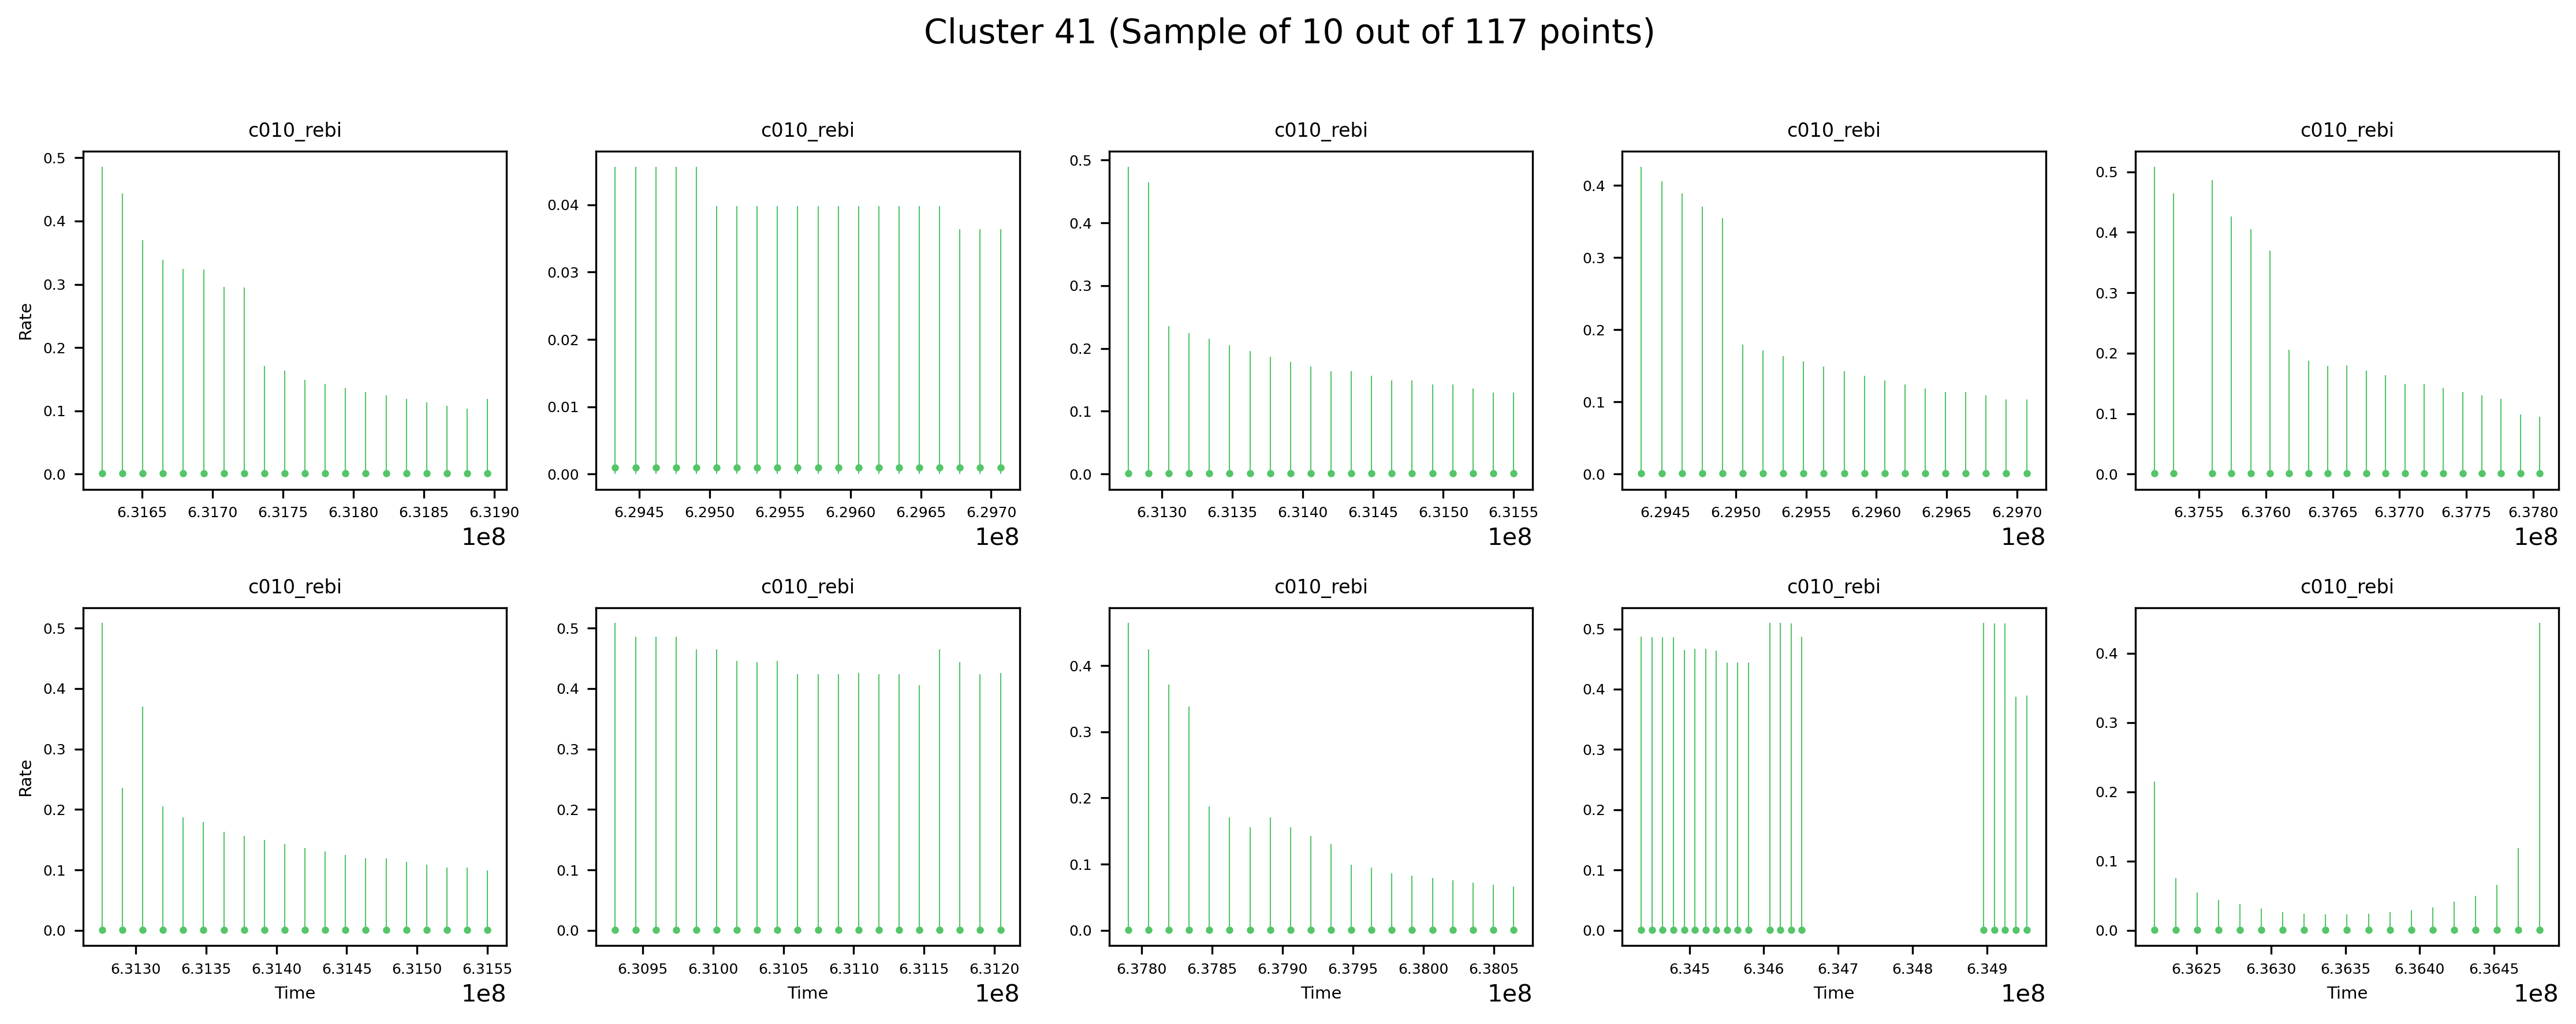 Cluster 41 (Sample of 10 out of 117 points)
c010_rebi c010_rebi c010_rebi c010_rebi c010_rebi
Rate
0.5 0.4 0.3 0.2 0.1 0.0
6.3165 6.3170 6.3175 6.3180 6.3185 6.3190
1e8
0.04 0.03 0.02 0.01 0.00
6.2945 6.2950 6.2955 6.2960 6.2965 6.2970
1e8
0.5 0.4 0.3 0.2 0.1 0.0
6.3130 6.3135 6.3140 6.3145 6.3150 6.3155
1e8
0.4 0.3 0.2 0.1 0.0
6.2945 6.2950 6.2955 6.2960 6.2965 6.2970
1e8
0.5 0.4 0.3 0.2 0.1 0.0
6.3755 6.3760 6.3765 6.3770 6.3775 6.3780
1e8
c010_rebi c010_rebi c010_rebi c010_rebi c010_rebi
Rate
0.5 0.4 0.3 0.2 0.1 0.0
6.3130 6.3135 6.3140 6.3145 6.3150 6.3155
Time 1e8
0.5 0.4 0.3 0.2 0.1 0.0
6.3095 6.3100 6.3105 6.3110 6.3115 6.3120
Time 1e8
0.4 0.3 0.2 0.1 0.0
6.3780 6.3785 6.3790 6.3795 6.3800 6.3805
Time 1e8
0.5 0.4 0.3 0.2 0.1 0.0
6.345 6.346 6.347 6.348 6.349
Time 1e8
0.4 0.3 0.2 0.1 0.0
6.3625 6.3630 6.3635 6.3640 6.3645
Time 1e8